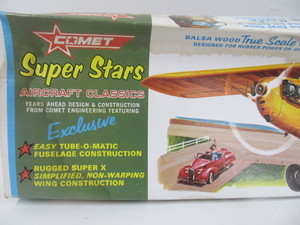 COMET
Super Stars
AIRCRAFT CLASSICS
YEARS AHEAD DESIGN & CONSTRUCTION
FROM COMET ENGINEERING FEATURING
Exclusive
★ EASY TUBE-O-MATIC
FUSELAGE CONSTRUCTION
★ RUGGED SUPER X
SIMPLIFIED, NON-WARPING
WING CONSTRUCTION
BALSA WOOD True Scale
DESIGNED FOR RUBBER POWER OR